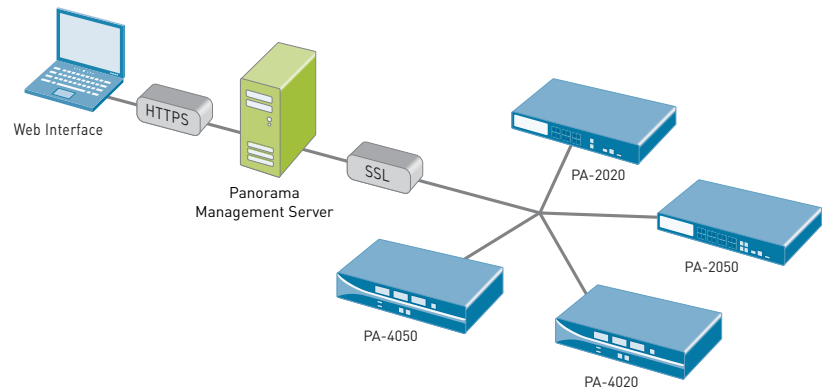 HTTPS
Web Interface
SSL
PA-2020
Panorama
Management Server
PA-2050
PA-4050
PA-4020